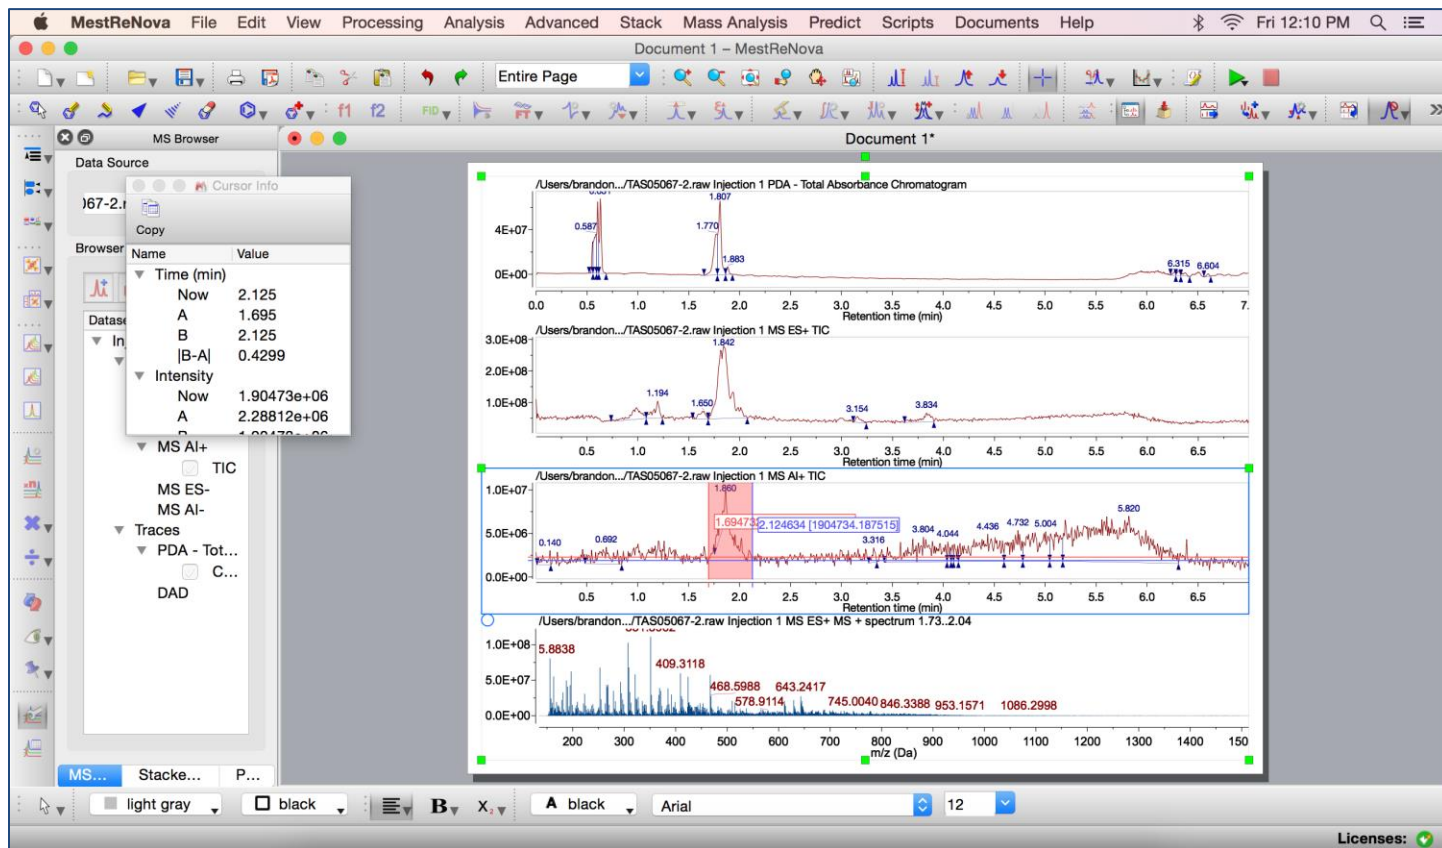 MestReNova File Edit View Processing Analysis Advanced Stack Mass Analysis Predict Scripts Documents Help Fri 12:10 PM
Document 1 – MestReNova
Entire Page
f1 f2 FID FT
MS Browser
Document 1*
Data Source
Cursor Info
Copy
Browser
Name Value
Time (min)
Now 2.125
A 1.695
B 2.125
|B-A| 0.4299
Intensity
Now 1.90473e+06
A 2.28812e+06
MS AI+
TIC
MS ES-
MS AI-
Traces
PDA - Tot...
C...
DAD
MS... Stacke... P...
/Users/brandon.../TAS05067-2.raw Injection 1 PDA - Total Absorbance Chromatogram
1.807
0.587 1.770
4E+07
1.883
6.315 6.604
0E+00
0.0 0.5 1.0 1.5 2.0 2.5 3.0 3.5 4.0 4.5 5.0 5.5 6.0 6.5 7.
Retention time (min)
/Users/brandon.../TAS05067-2.raw Injection 1 MS ES+ TIC
3.0E+08
1.842
2.0E+08
1.194
1.0E+08 1.650 3.154 3.834
0.5 1.0 1.5 2.0 2.5 3.0 3.5 4.0 4.5 5.0 5.5 6.0 6.5
Retention time (min)
/Users/brandon.../TAS05067-2.raw Injection 1 MS AI+ TIC
1.0E+07 1.860
5.820
1.69473 2.124634 [1904734.187515]
5.0E+06 3.804 4.044 4.436 4.732 5.004
0.140 0.692 3.316
0.0E+00
0.5 1.0 1.5 2.0 2.5 3.0 3.5 4.0 4.5 5.0 5.5 6.0 6.5
Retention time (min)
/Users/brandon.../TAS05067-2.raw Injection 1 MS ES+ MS + spectrum 1.73..2.04
1.0E+08
5.8838
409.3118
5.0E+07
468.5988 643.2417
578.9114 745.0040 846.3388 953.1571 1086.2998
0.0E+00
200 300 400 500 600 700 800 900 1000 1100 1200 1300 1400 150
m/z (Da)
light gray black B X₂ A black Arial 12
Licenses: